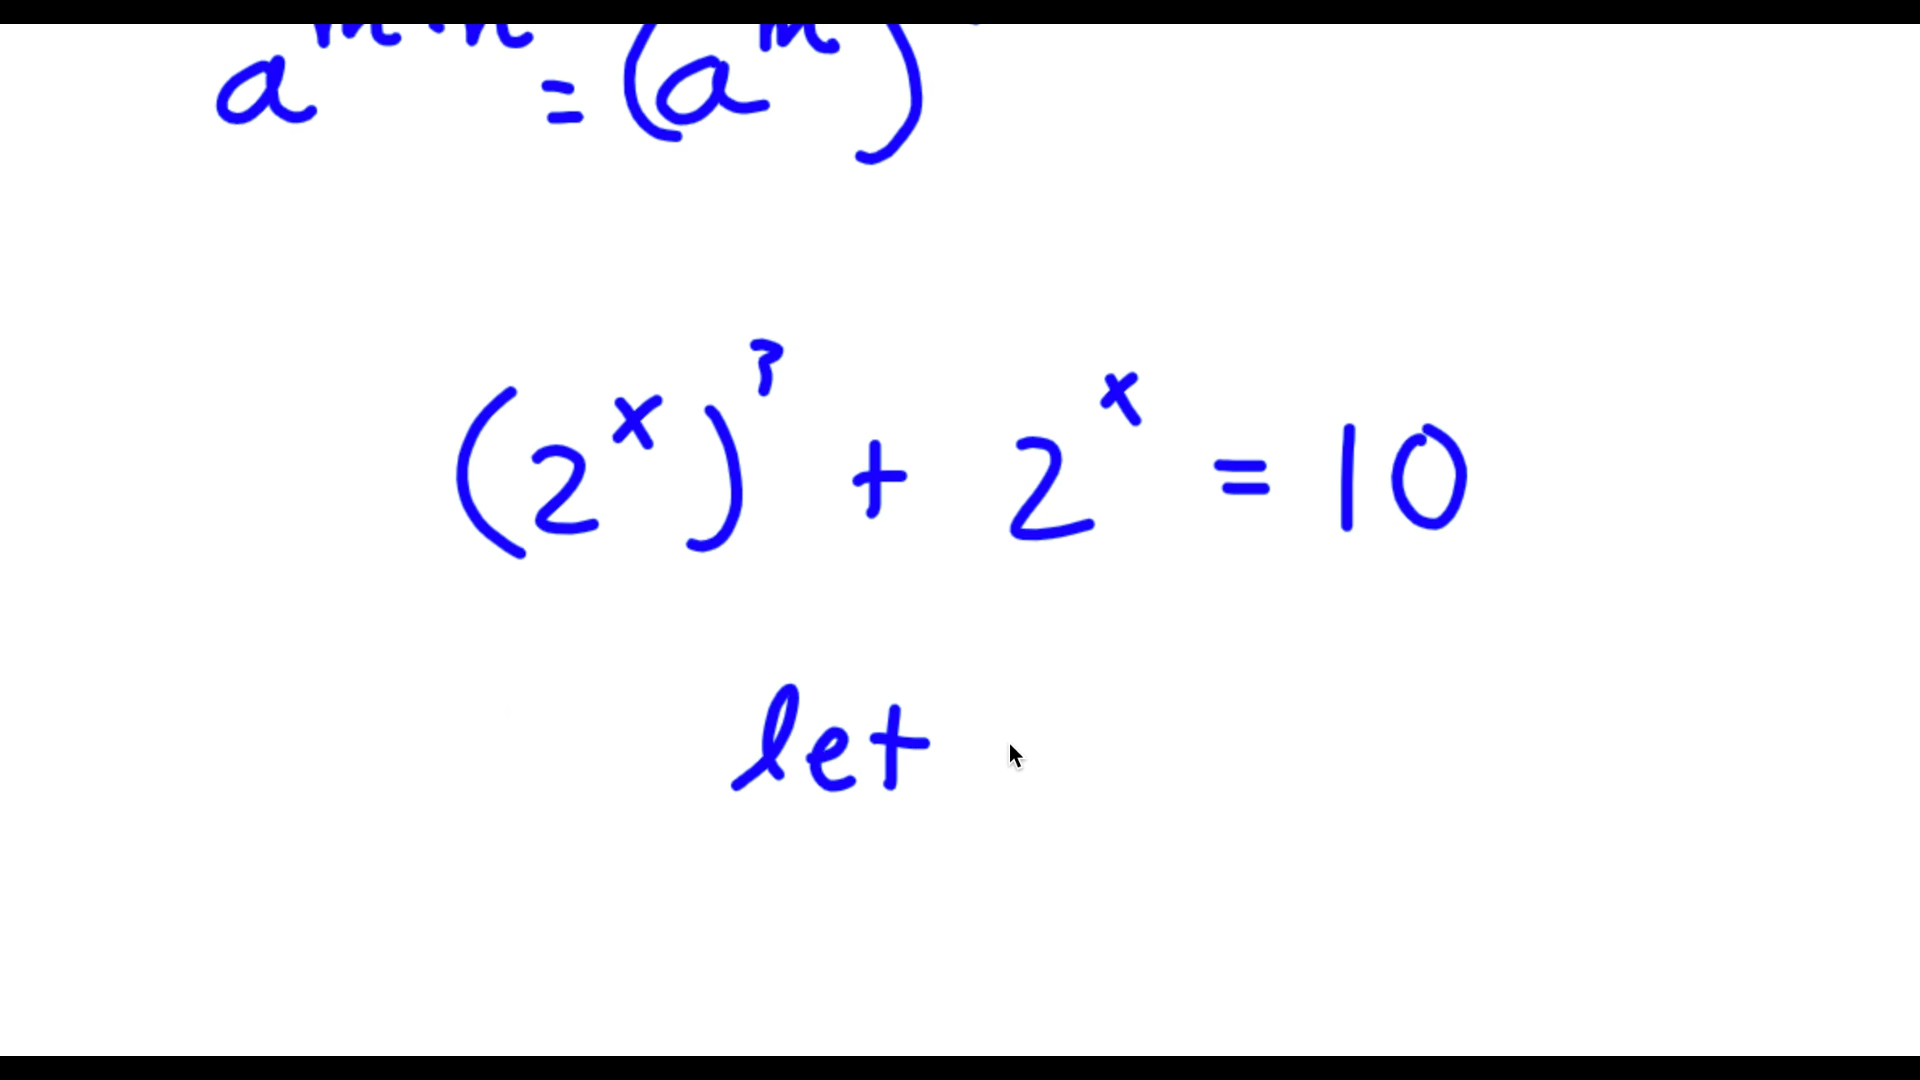 a^{m·n} = (a^m)
(2^x)^3 + 2^x = 10
let